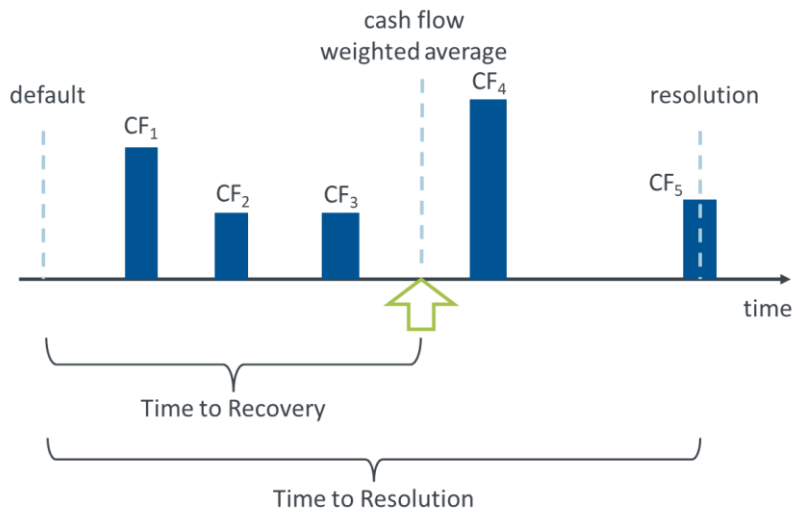 cash flow
weighted average
default
resolution
CF₁
CF₂
CF₃
CF₄
CF₅
time
Time to Recovery
Time to Resolution